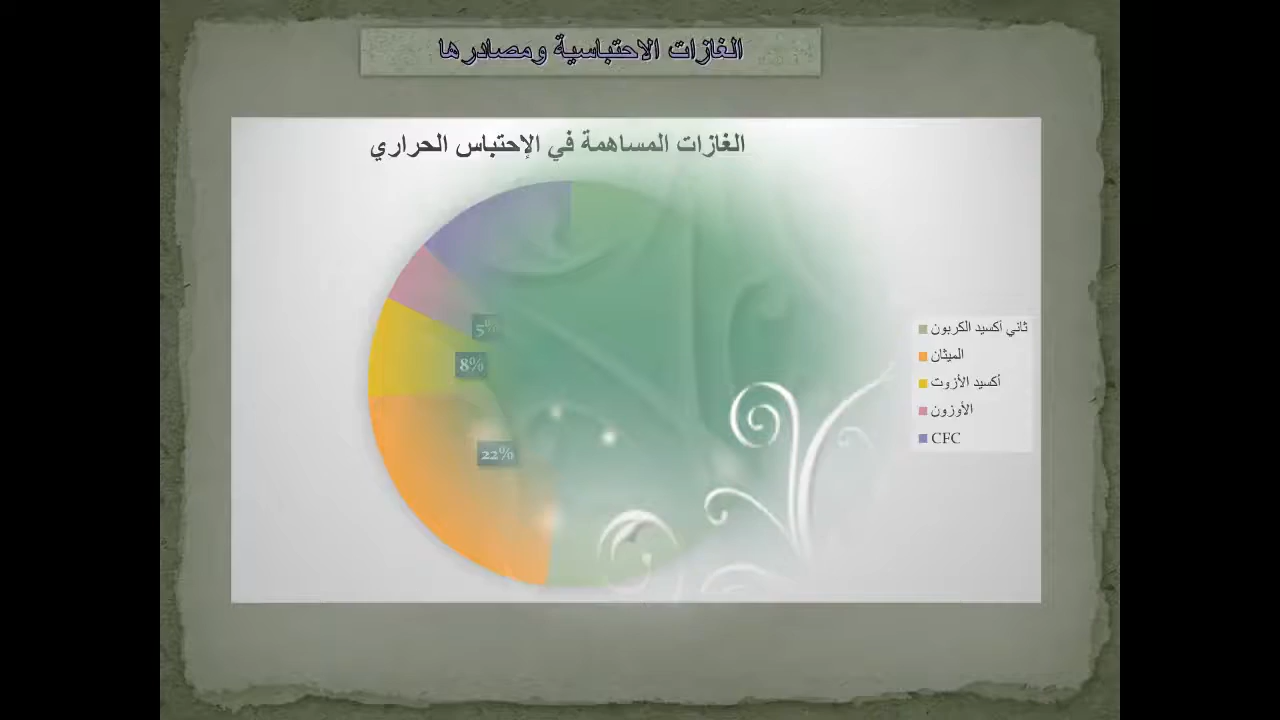 الغازات الاحتباسية ومصادرها
الغازات المساهمة في الإحتباس الحراري
5%
8%
22%
ثاني أكسيد الكربون
الميثان
أكسيد الأزوت
الأوزون
CFC